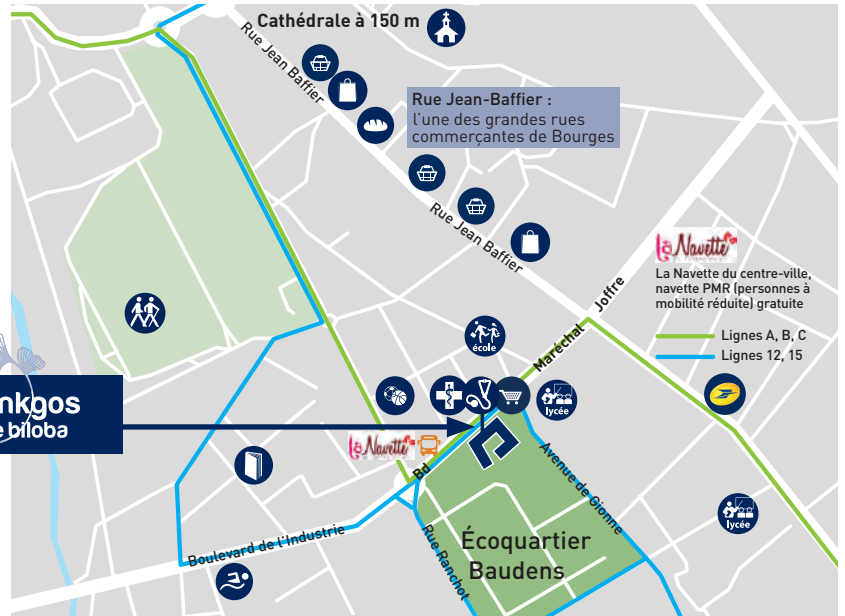 Cathédrale à 150 m
Rue Jean Baffier
Rue Jean-Baffier :
l'une des grandes rues
commerçantes de Bourges
Rue Jean Baffier
La Navette
La Navette du centre-ville,
navette PMR (personnes à
mobilité réduite) gratuite
Lignes A, B, C
Lignes 12, 15
école
Bd Maréchal Joffre
lycée
nkgos
biloba
La Navette
Avenue de Gionne
lycée
Boulevard de l'Industrie
Rue Ranchot
Écoquartier
Baudens